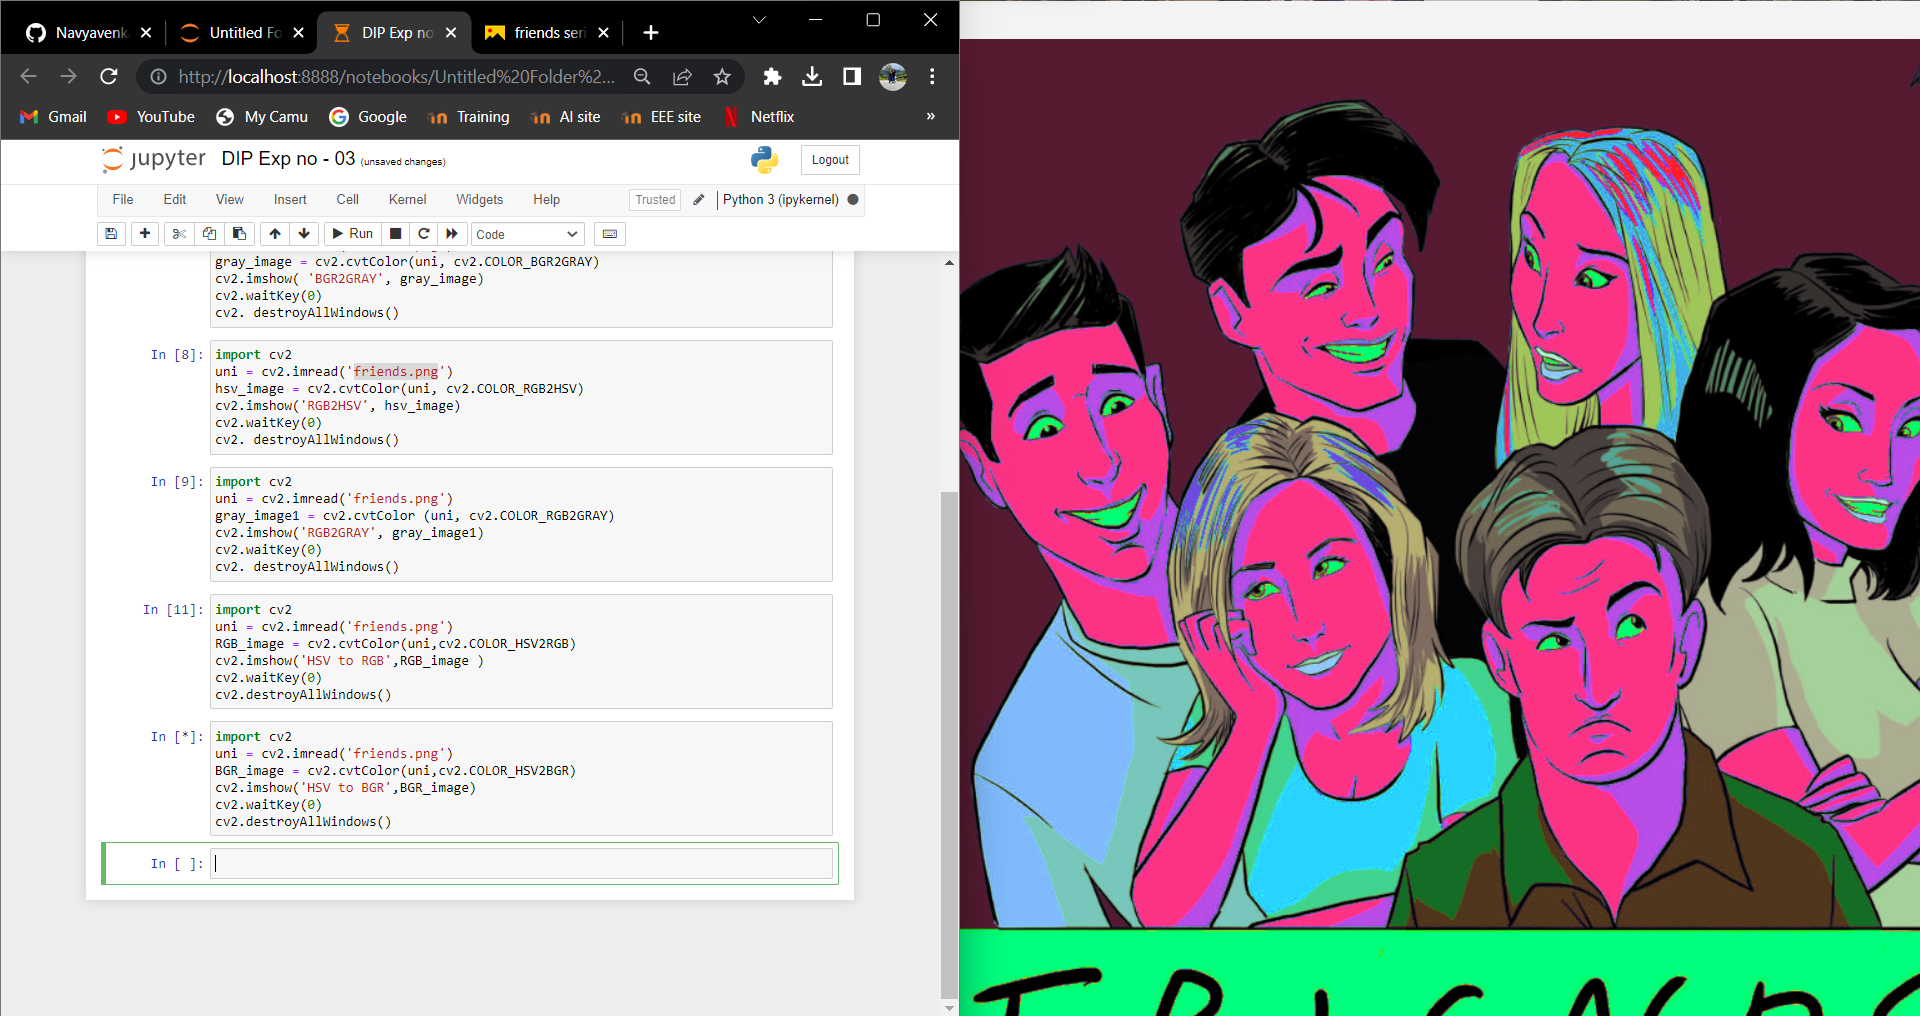 Navyavenk
Untitled Fo
DIP Exp no
friends seri
http://localhost:8888/notebooks/Untitled%20Folder%2...
Gmail
YouTube
My Camu
Google
Training
AI site
EEE site
Netflix
»
jupyter DIP Exp no - 03 (unsaved changes)
Logout
File Edit View Insert Cell Kernel Widgets Help
Trusted
Python 3 (ipykernel)
Run
Code
gray_image = cv2.cvtColor(uni, cv2.COLOR_BGR2GRAY)
cv2.imshow( 'BGR2GRAY', gray_image)
cv2.waitKey(0)
cv2. destroyAllWindows()
In [8]: import cv2
uni = cv2.imread('friends.png')
hsv_image = cv2.cvtColor(uni, cv2.COLOR_RGB2HSV)
cv2.imshow('RGB2HSV', hsv_image)
cv2.waitKey(0)
cv2. destroyAllWindows()
In [9]: import cv2
uni = cv2.imread('friends.png')
gray_image1 = cv2.cvtColor (uni, cv2.COLOR_RGB2GRAY)
cv2.imshow('RGB2GRAY', gray_image1)
cv2.waitKey(0)
cv2. destroyAllWindows()
In [11]: import cv2
uni = cv2.imread('friends.png')
RGB_image = cv2.cvtColor(uni,cv2.COLOR_HSV2RGB)
cv2.imshow('HSV to RGB',RGB_image )
cv2.waitKey(0)
cv2.destroyAllWindows()
In [*]: import cv2
uni = cv2.imread('friends.png')
BGR_image = cv2.cvtColor(uni,cv2.COLOR_HSV2BGR)
cv2.imshow('HSV to BGR',BGR_image)
cv2.waitKey(0)
cv2.destroyAllWindows()
In [ ]: